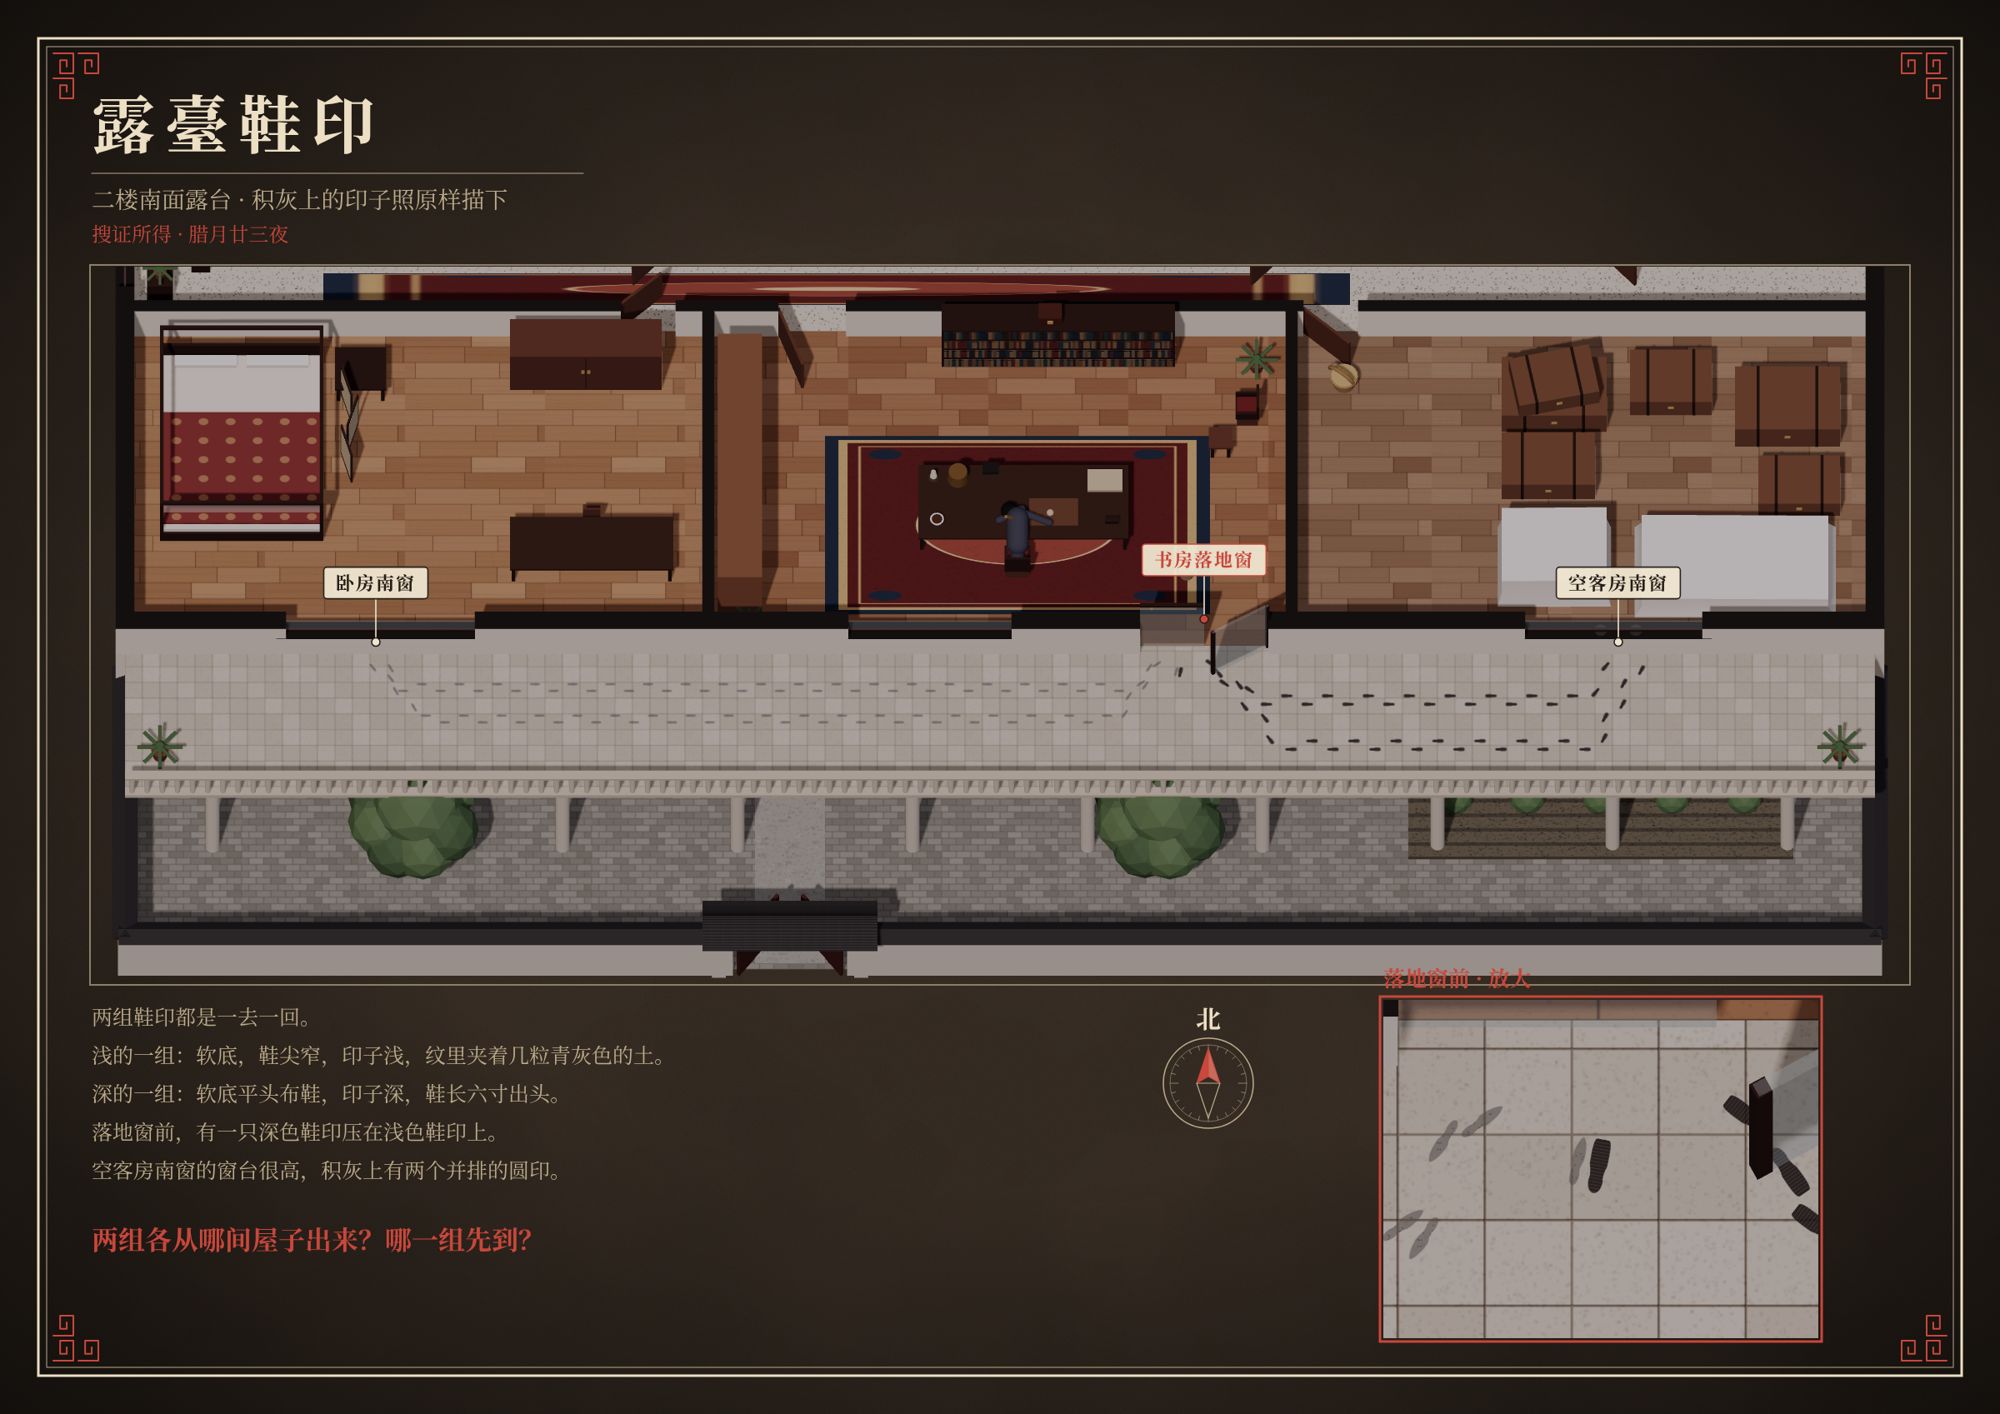 露臺鞋印
二楼南面露台 · 积灰上的印子照原样描下
搜证所得 · 腊月廿三夜
书房落地窗
卧房南窗
空客房南窗
落地窗前 · 放大
两组鞋印都是一去一回。
浅的一组：软底，鞋尖窄，印子浅，纹里夹着几粒青灰色的土。
深的一组：软底平头布鞋，印子深，鞋长六寸出头。
落地窗前，有一只深色鞋印压在浅色鞋印上。
空客房南窗的窗台很高，积灰上有两个并排的圆印。
两组各从哪间屋子出来？哪一组先到？
北